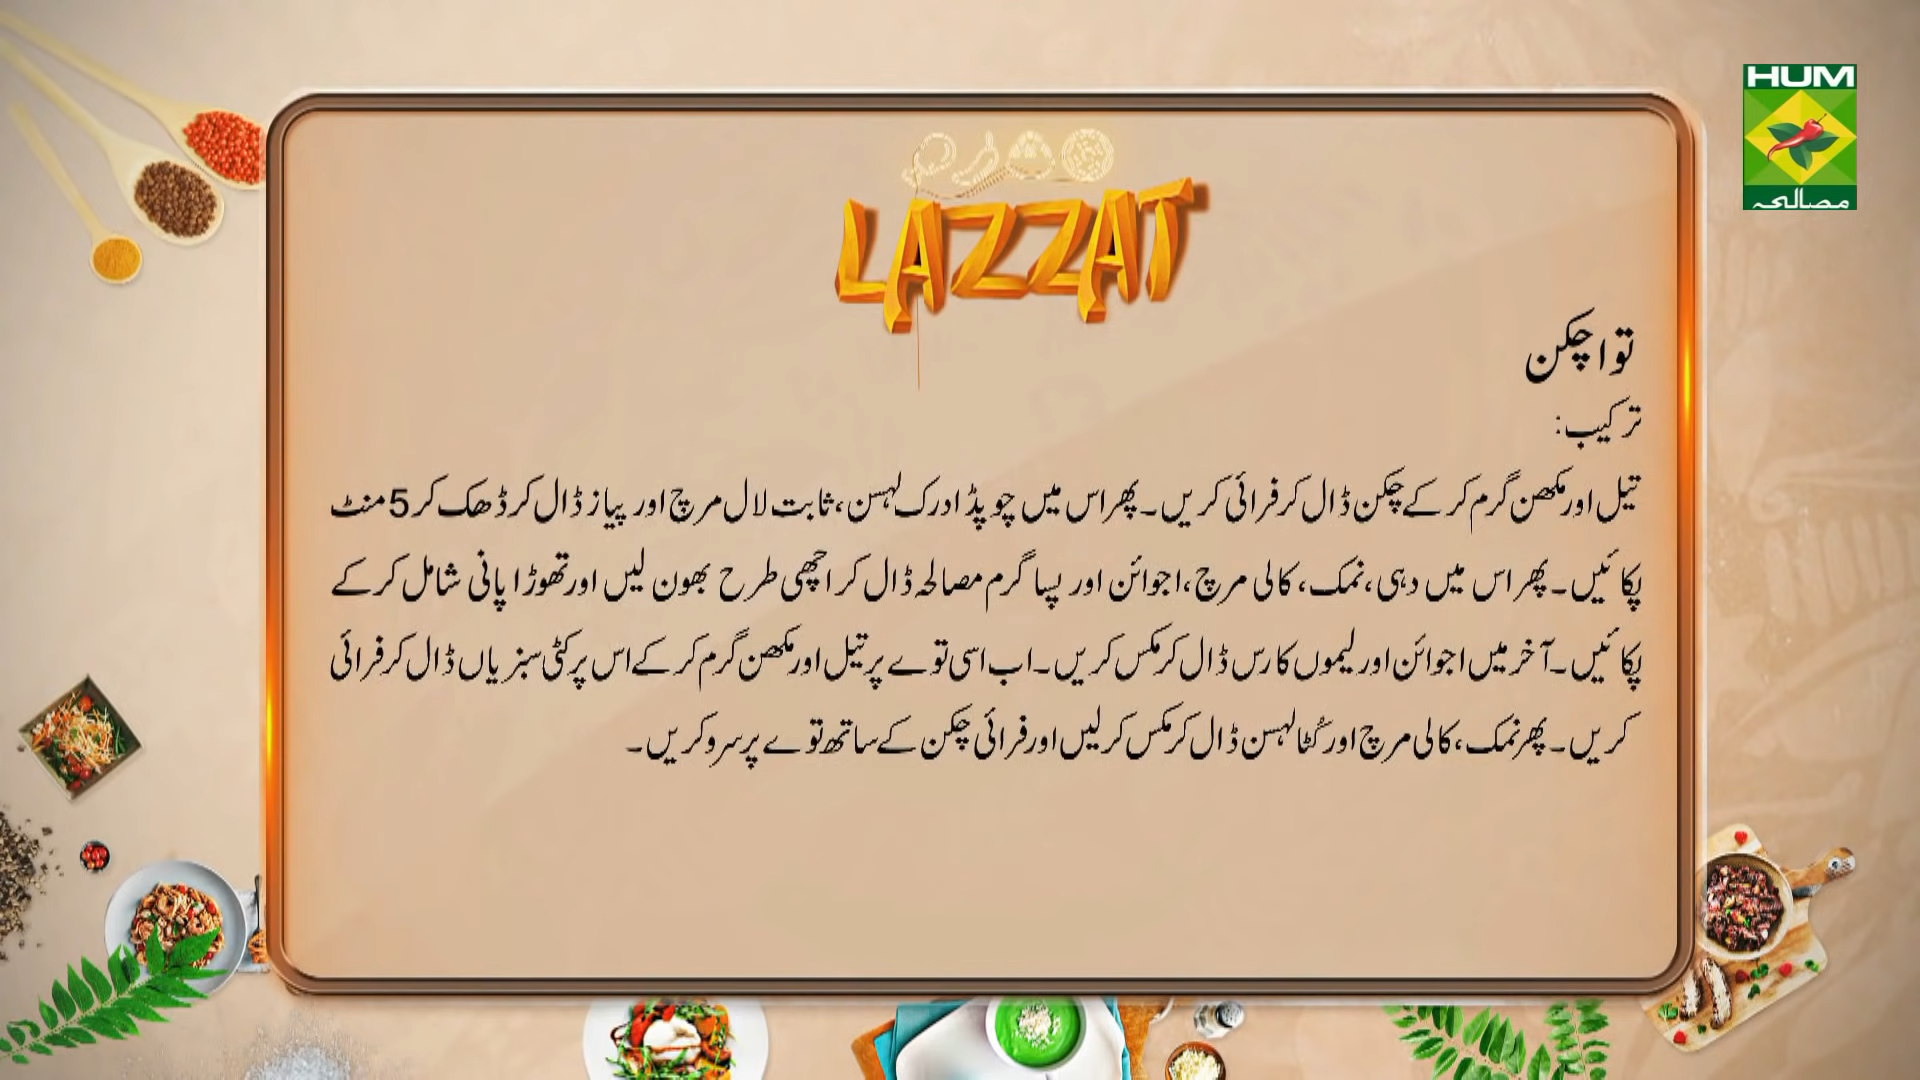 HUM
مصالحہ
LAZZAT
توا چکن
ترکیب:
تیل اور مکھن گرم کر کے چکن ڈال کر فرائی کریں۔ پھر اس میں چوپڈ ادرک لہسن، ثابت لال مرچ اور پیاز ڈال کر ڈھک کر 5 منٹ
پکائیں۔ پھر اس میں دہی، نمک، کالی مرچ، اجوائن اور پسا گرم مصالحہ ڈال کر اچھی طرح بھون لیں اور تھوڑا پانی شامل کر کے
پکائیں۔ آخر میں اجوائن اور لیموں کا رس ڈال کر مکس کریں۔ اب اسی توے پر تیل اور مکھن گرم کر کے اس پر کٹی سبزیاں ڈال کر فرائی
کریں۔ پھر نمک، کالی مرچ اور کُٹا لہسن ڈال کر مکس کر لیں اور فرائی چکن کے ساتھ توے پر سرو کریں۔